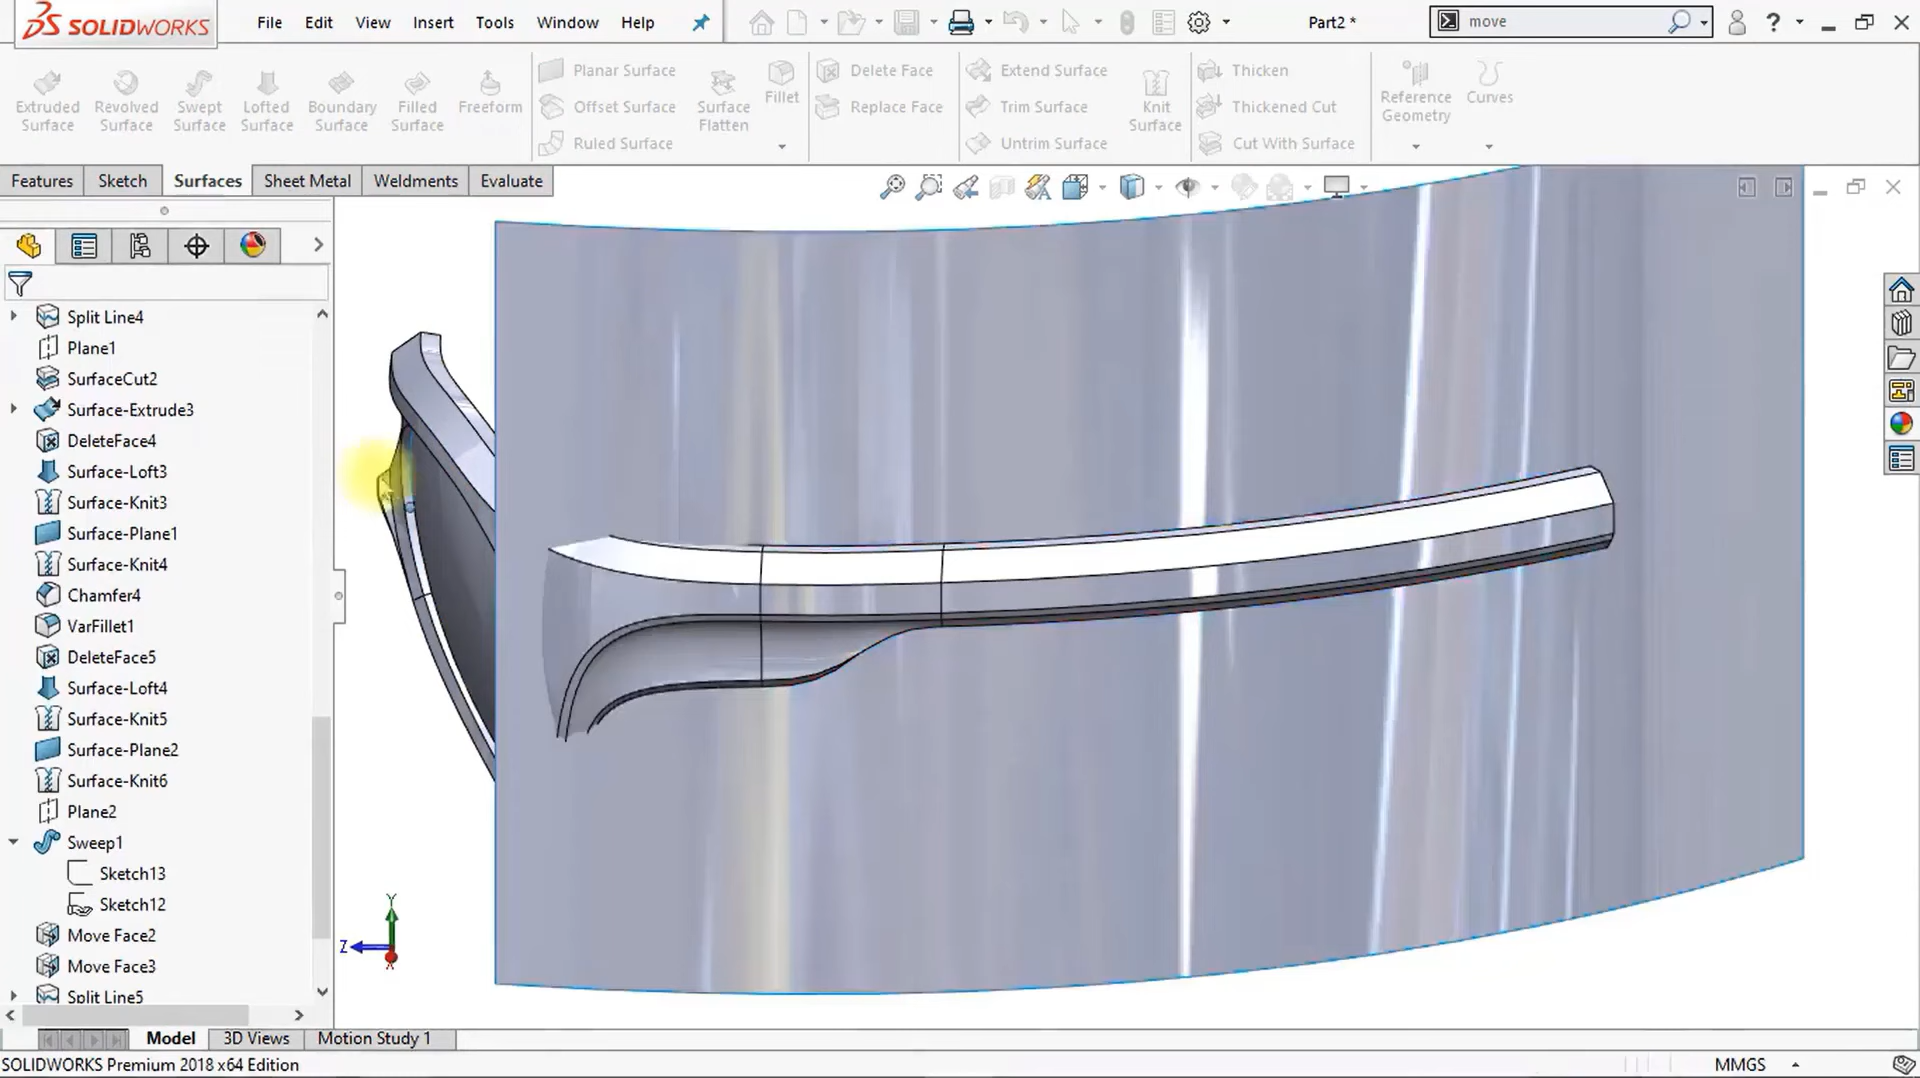 SOLIDWORKS File Edit View Insert Tools Window Help Part2 * move ?
Extruded Surface
Revolved Surface
Swept Surface
Lofted Surface
Boundary Surface
Filled Surface
Freeform
Planar Surface
Offset Surface
Ruled Surface
Surface Flatten
Fillet
Delete Face
Replace Face
Extend Surface
Trim Surface
Untrim Surface
Knit Surface
Thicken
Thickened Cut
Cut With Surface
Reference Geometry
Curves
Features Sketch Surfaces Sheet Metal Weldments Evaluate
Split Line4
Plane1
SurfaceCut2
Surface-Extrude3
DeleteFace4
Surface-Loft3
Surface-Knit3
Surface-Plane1
Surface-Knit4
Chamfer4
VarFillet1
DeleteFace5
Surface-Loft4
Surface-Knit5
Surface-Plane2
Surface-Knit6
Plane2
Sweep1
Sketch13
Sketch12
Move Face2
Move Face3
Split Line5
Y
Z
X
Model 3D Views Motion Study 1
SOLIDWORKS Premium 2018 x64 Edition MMGS